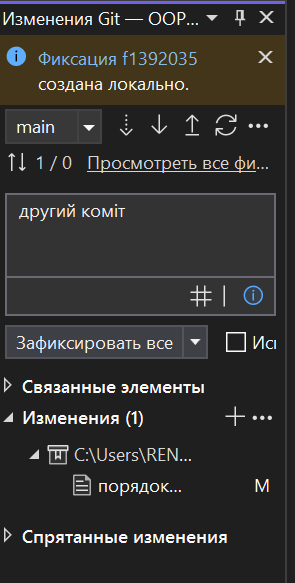 Изменения Git — OOP...
Фиксация f1392035
создана локально.
main
1 / 0 Просмотреть все фи...
другий коміт
Зафиксировать все
Исп
Связанные элементы
Изменения (1)
C:\Users\REN...
порядок... M
Спрятанные изменения